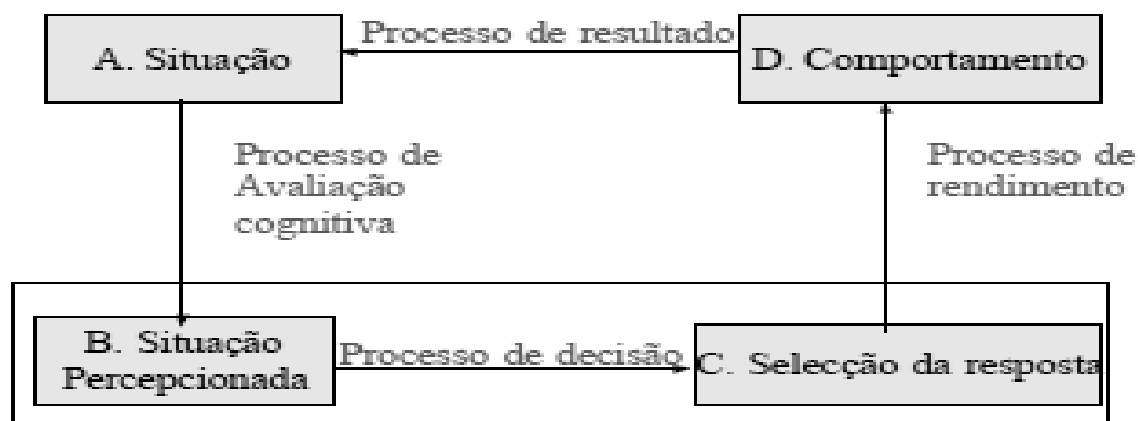 A. Situação
Processo de resultado
D. Comportamento
Processo de
Avaliação
cognitiva
Processo de
rendimento
B. Situação
Percepcionada
Processo de decisão
C. Selecção da resposta